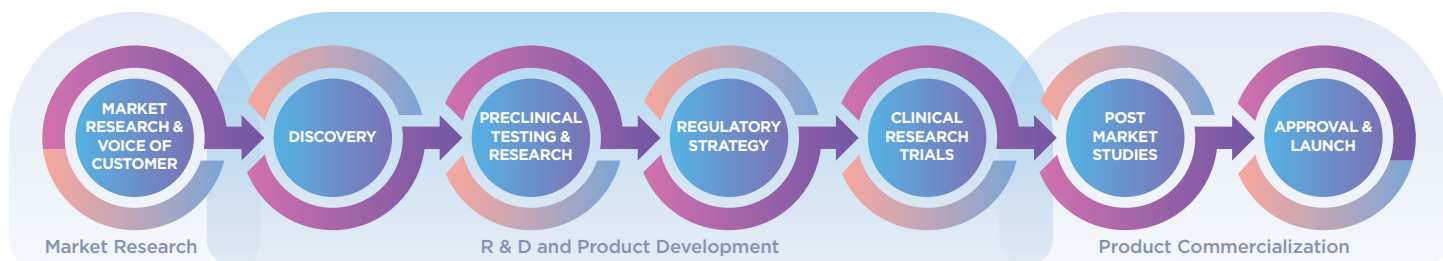 MARKET
RESEARCH &
VOICE OF
CUSTOMER
DISCOVERY
PRECLINICAL
TESTING &
RESEARCH
REGULATORY
STRATEGY
CLINICAL
RESEARCH
TRIALS
POST
MARKET
STUDIES
APPROVAL &
LAUNCH
Market Research
R & D and Product Development
Product Commercialization